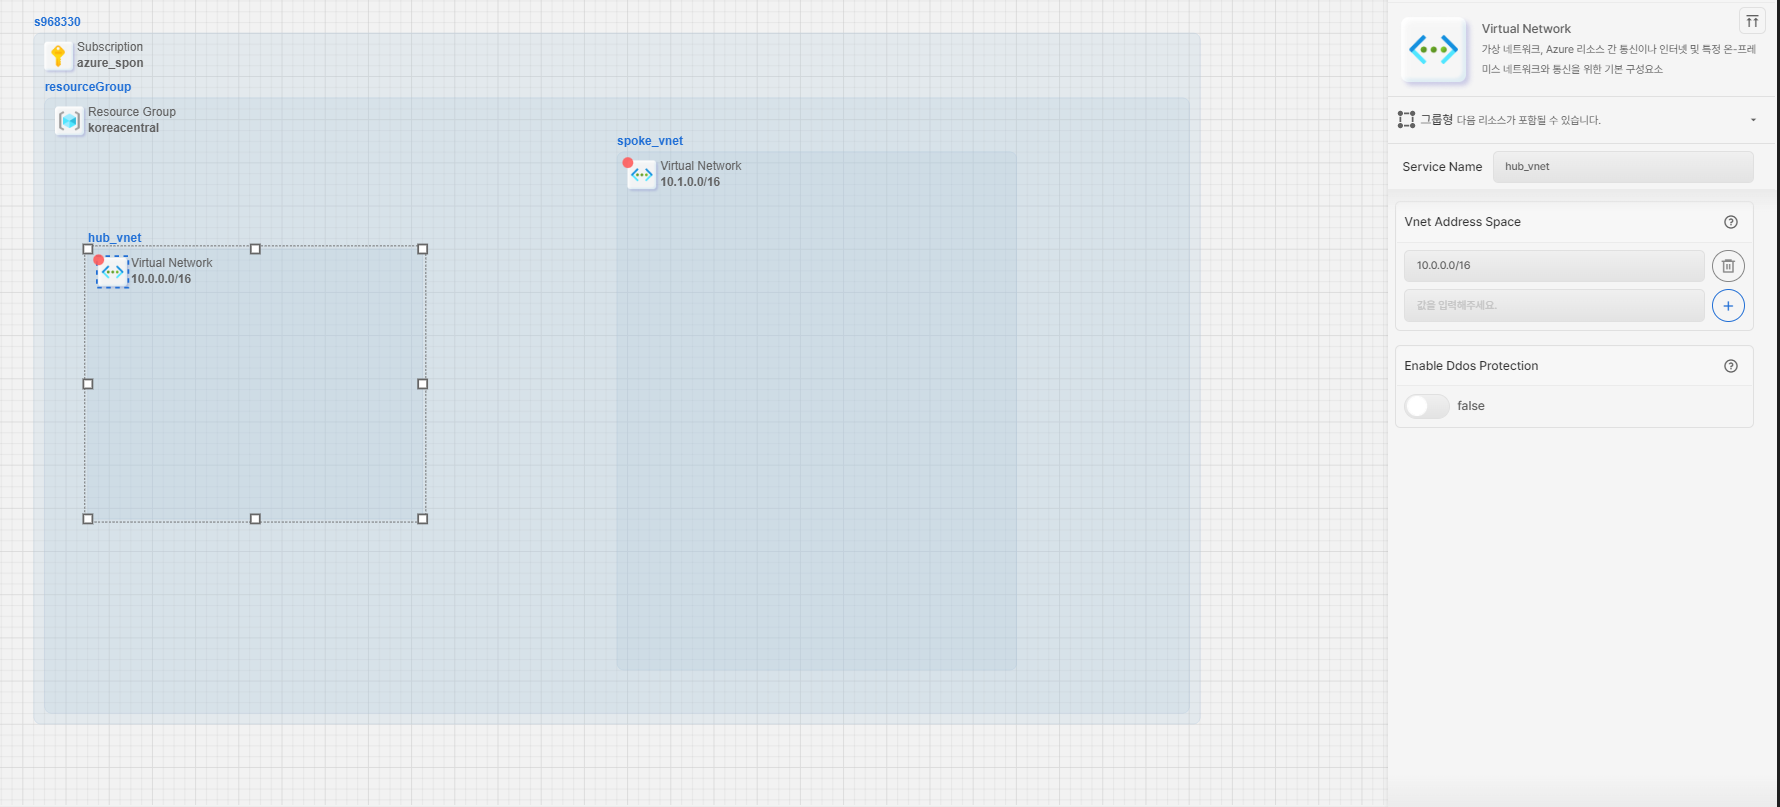 s968330
Subscription
azure_spon
resourceGroup
Resource Group
koreacentral
spoke_vnet
Virtual Network
10.1.0.0/16
hub_vnet
Virtual Network
10.0.0.0/16
Virtual Network
가상 네트워크, Azure 리소스 간 통신이나 인터넷 및 특정 온-프레
미스 네트워크와 통신을 위한 기본 구성요소
그룹형 다음 리소스가 포함될 수 있습니다.
Service Name hub_vnet
Vnet Address Space
10.0.0.0/16
값을 입력해주세요.
Enable Ddos Protection
false